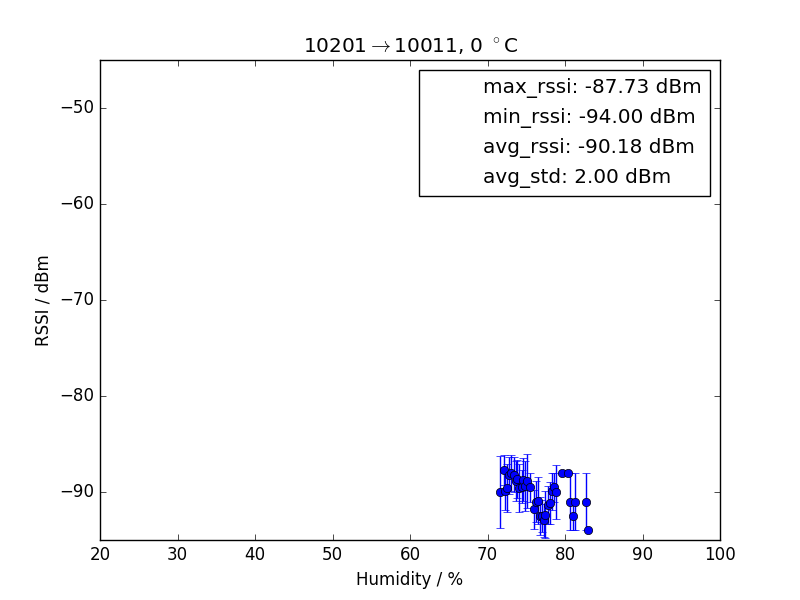 10201→10011, 0 °C
max_rssi: -87.73 dBm
min_rssi: -94.00 dBm
avg_rssi: -90.18 dBm
avg_std: 2.00 dBm
RSSI / dBm
−50
−60
−70
−80
−90
20 30 40 50 60 70 80 90 100
Humidity / %